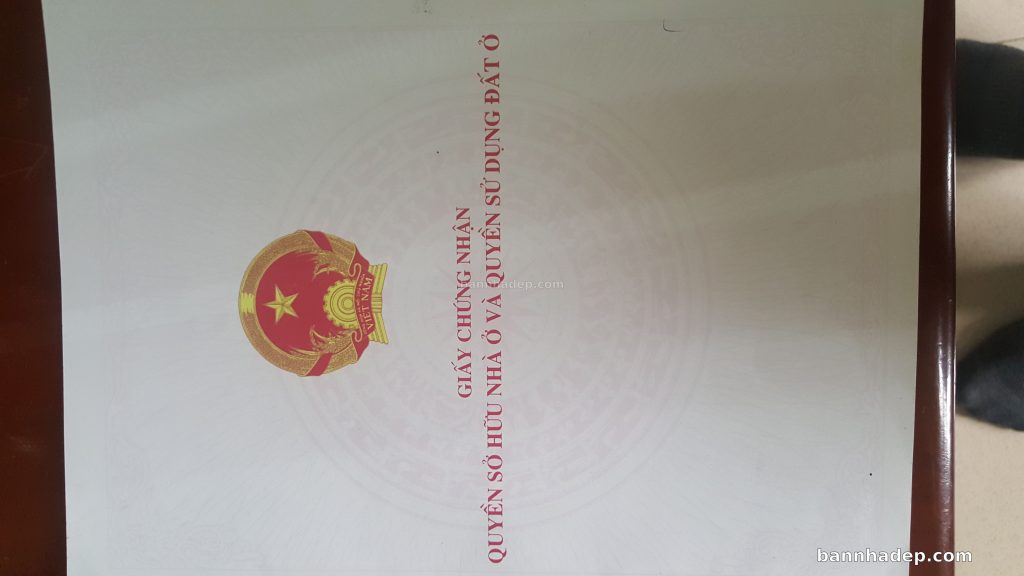 VIỆT NAM
GIẤY CHỨNG NHẬN
QUYỀN SỞ HỮU NHÀ Ở VÀ QUYỀN SỬ DỤNG ĐẤT Ở
bannhadep.com
bannhadep.com